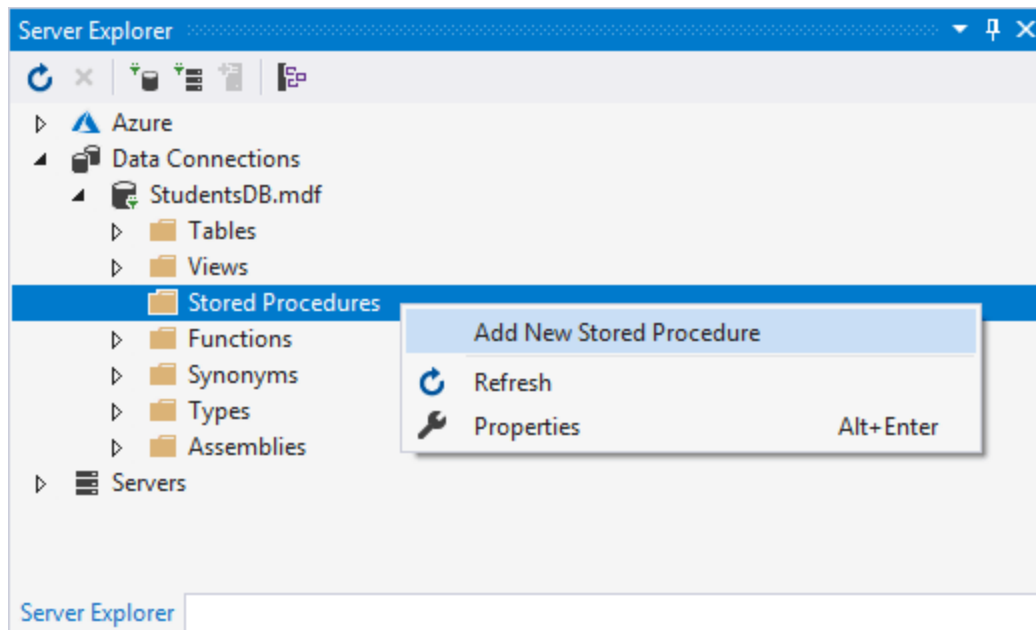 Server Explorer
Azure
Data Connections
StudentsDB.mdf
Tables
Views
Stored Procedures
Add New Stored Procedure
Functions
Synonyms
Refresh
Types
Properties Alt+Enter
Assemblies
Servers
Server Explorer